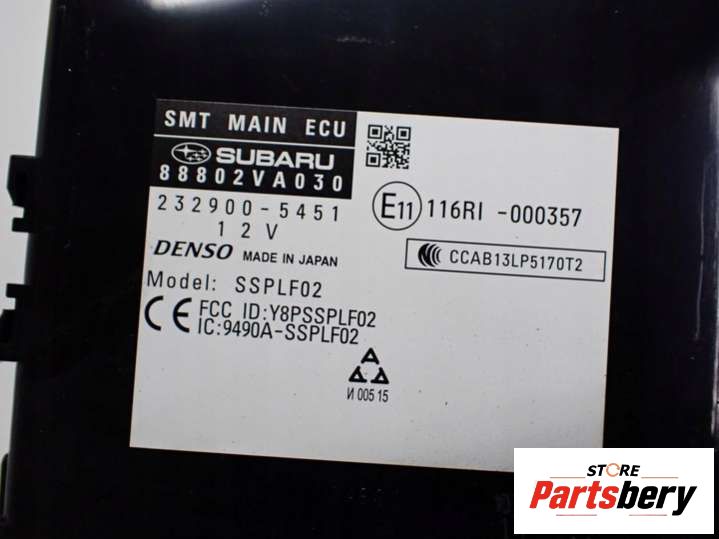 SMT MAIN ECU
SUBARU
88802VA030
232900-5451
12V
DENSO MADE IN JAPAN
Model: SSPLF02
CE FCC ID:Y8PSSPLF02
IC:9490A-SSPLF02
E11 116RI -000357
CCAB13LP5170T2
И 005 15
STORE
Partsbery